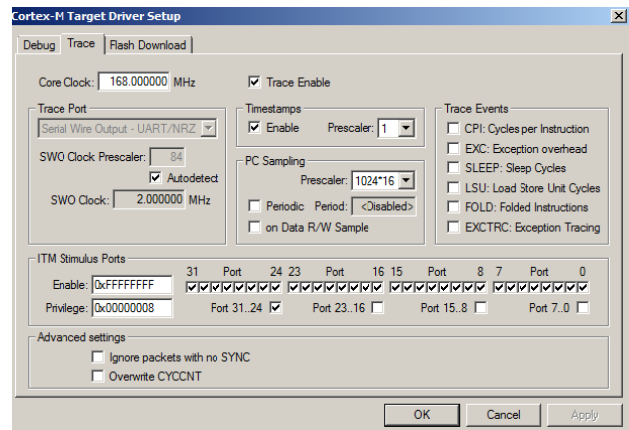 Cortex-M Target Driver Setup
Debug Trace Flash Download
Core Clock: 168.000000 MHz Trace Enable
Trace Port
Serial Wire Output - UART/NRZ
SWO Clock Prescaler: 84
Autodetect
SWO Clock: 2.000000 MHz
Timestamps
Enable Prescaler: 1
PC Sampling
Prescaler: 1024*16
Periodic Period: <Disabled>
on Data R/W Sample
Trace Events
CPI: Cycles per Instruction
EXC: Exception overhead
SLEEP: Sleep Cycles
LSU: Load Store Unit Cycles
FOLD: Folded Instructions
EXCTRC: Exception Tracing
ITM Stimulus Ports
31 Port 24 23 Port 16 15 Port 8 7 Port 0
Enable: 0xFFFFFFFF
Privilege: 0x00000008 Port 31..24 Port 23..16 Port 15..8 Port 7..0
Advanced settings
Ignore packets with no SYNC
Overwrite CYCCNT
OK Cancel Apply